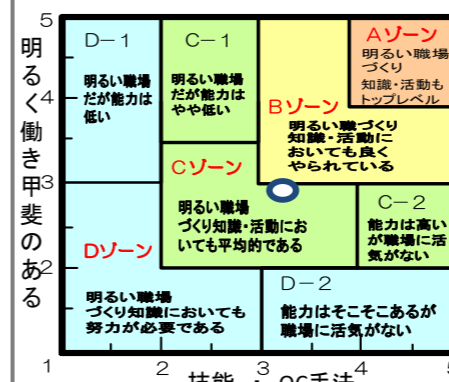 明るく働き甲斐のある
5
4
3
2
1
D－1
明るい職場
だが能力は
低い
C－1
明るい職場
だが能力は
やや低い
Aゾーン
明るい職場
づくり
知識・活動も
トップレベル
Bゾーン
明るい職づくり
知識・活動に
おいても良く
やられている
Cゾーン
明るい職場
づくり知識・活動にお
いても平均的である
C－2
能力は高い
が職場に活
気がない
Dゾーン
明るい職場
づくり知識においても
努力が必要である
D－2
能力はそこそこあるが
職場に活気がない
2
3
4
5
技能 ・ QC手法